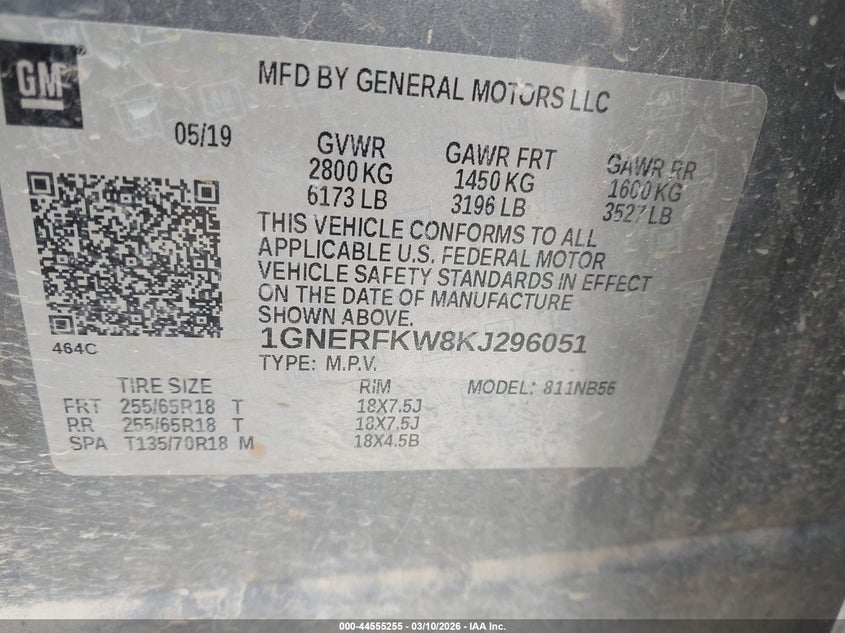 GM
MFD BY GENERAL MOTORS LLC
05/19
GVWR GAWR FRT GAWR RR
2800 KG 1450 KG 1600 KG
6173 LB 3196 LB 3527 LB
THIS VEHICLE CONFORMS TO ALL
APPLICABLE U.S. FEDERAL MOTOR
VEHICLE SAFETY STANDARDS IN EFFECT
ON THE DATE OF MANUFACTURE
SHOWN ABOVE.
464C
1GNERFKW8KJ296051
TYPE: M.P.V.
TIRE SIZE RIM MODEL: 811NB56
FRT 255/65R18 T 18X7.5J
RR 255/65R18 T 18X7.5J
SPA T135/70R18 M 18X4.5B
000-44555255 - 03/10/2026 - IAA Inc.